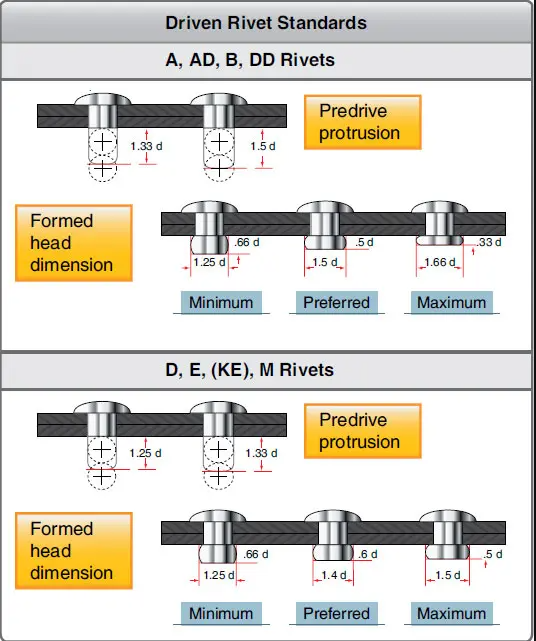 Driven Rivet Standards
A, AD, B, DD Rivets
Predrive
protrusion
1.33 d
1.5 d
Formed
head
dimension
.66 d
.5 d
.33 d
1.25 d
1.5 d
1.66 d
Minimum
Preferred
Maximum
D, E, (KE), M Rivets
Predrive
protrusion
1.25 d
1.33 d
Formed
head
dimension
.66 d
.6 d
.5 d
1.25 d
1.4 d
1.5 d
Minimum
Preferred
Maximum